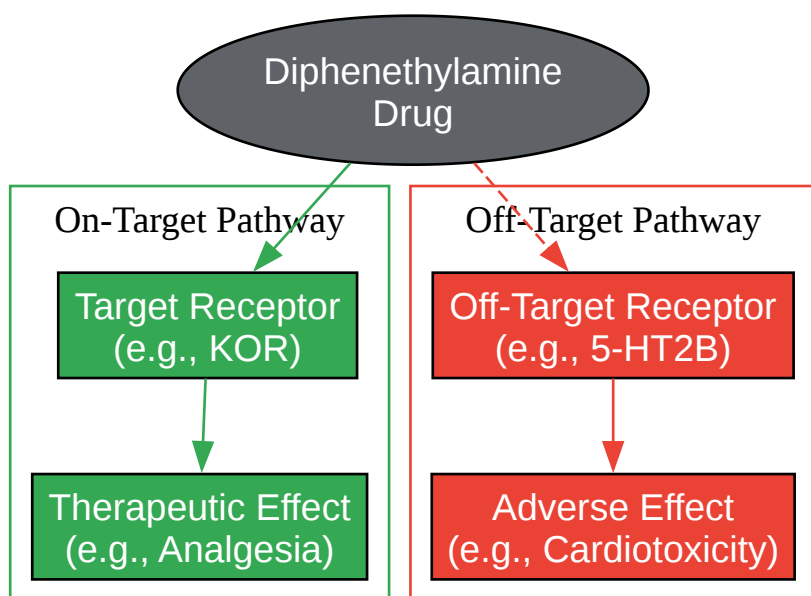 Diphenethylamine
Drug
On-Target Pathway
Off-Target Pathway
Target Receptor
(e.g., KOR)
Off-Target Receptor
(e.g., 5-HT2B)
Therapeutic Effect
(e.g., Analgesia)
Adverse Effect
(e.g., Cardiotoxicity)